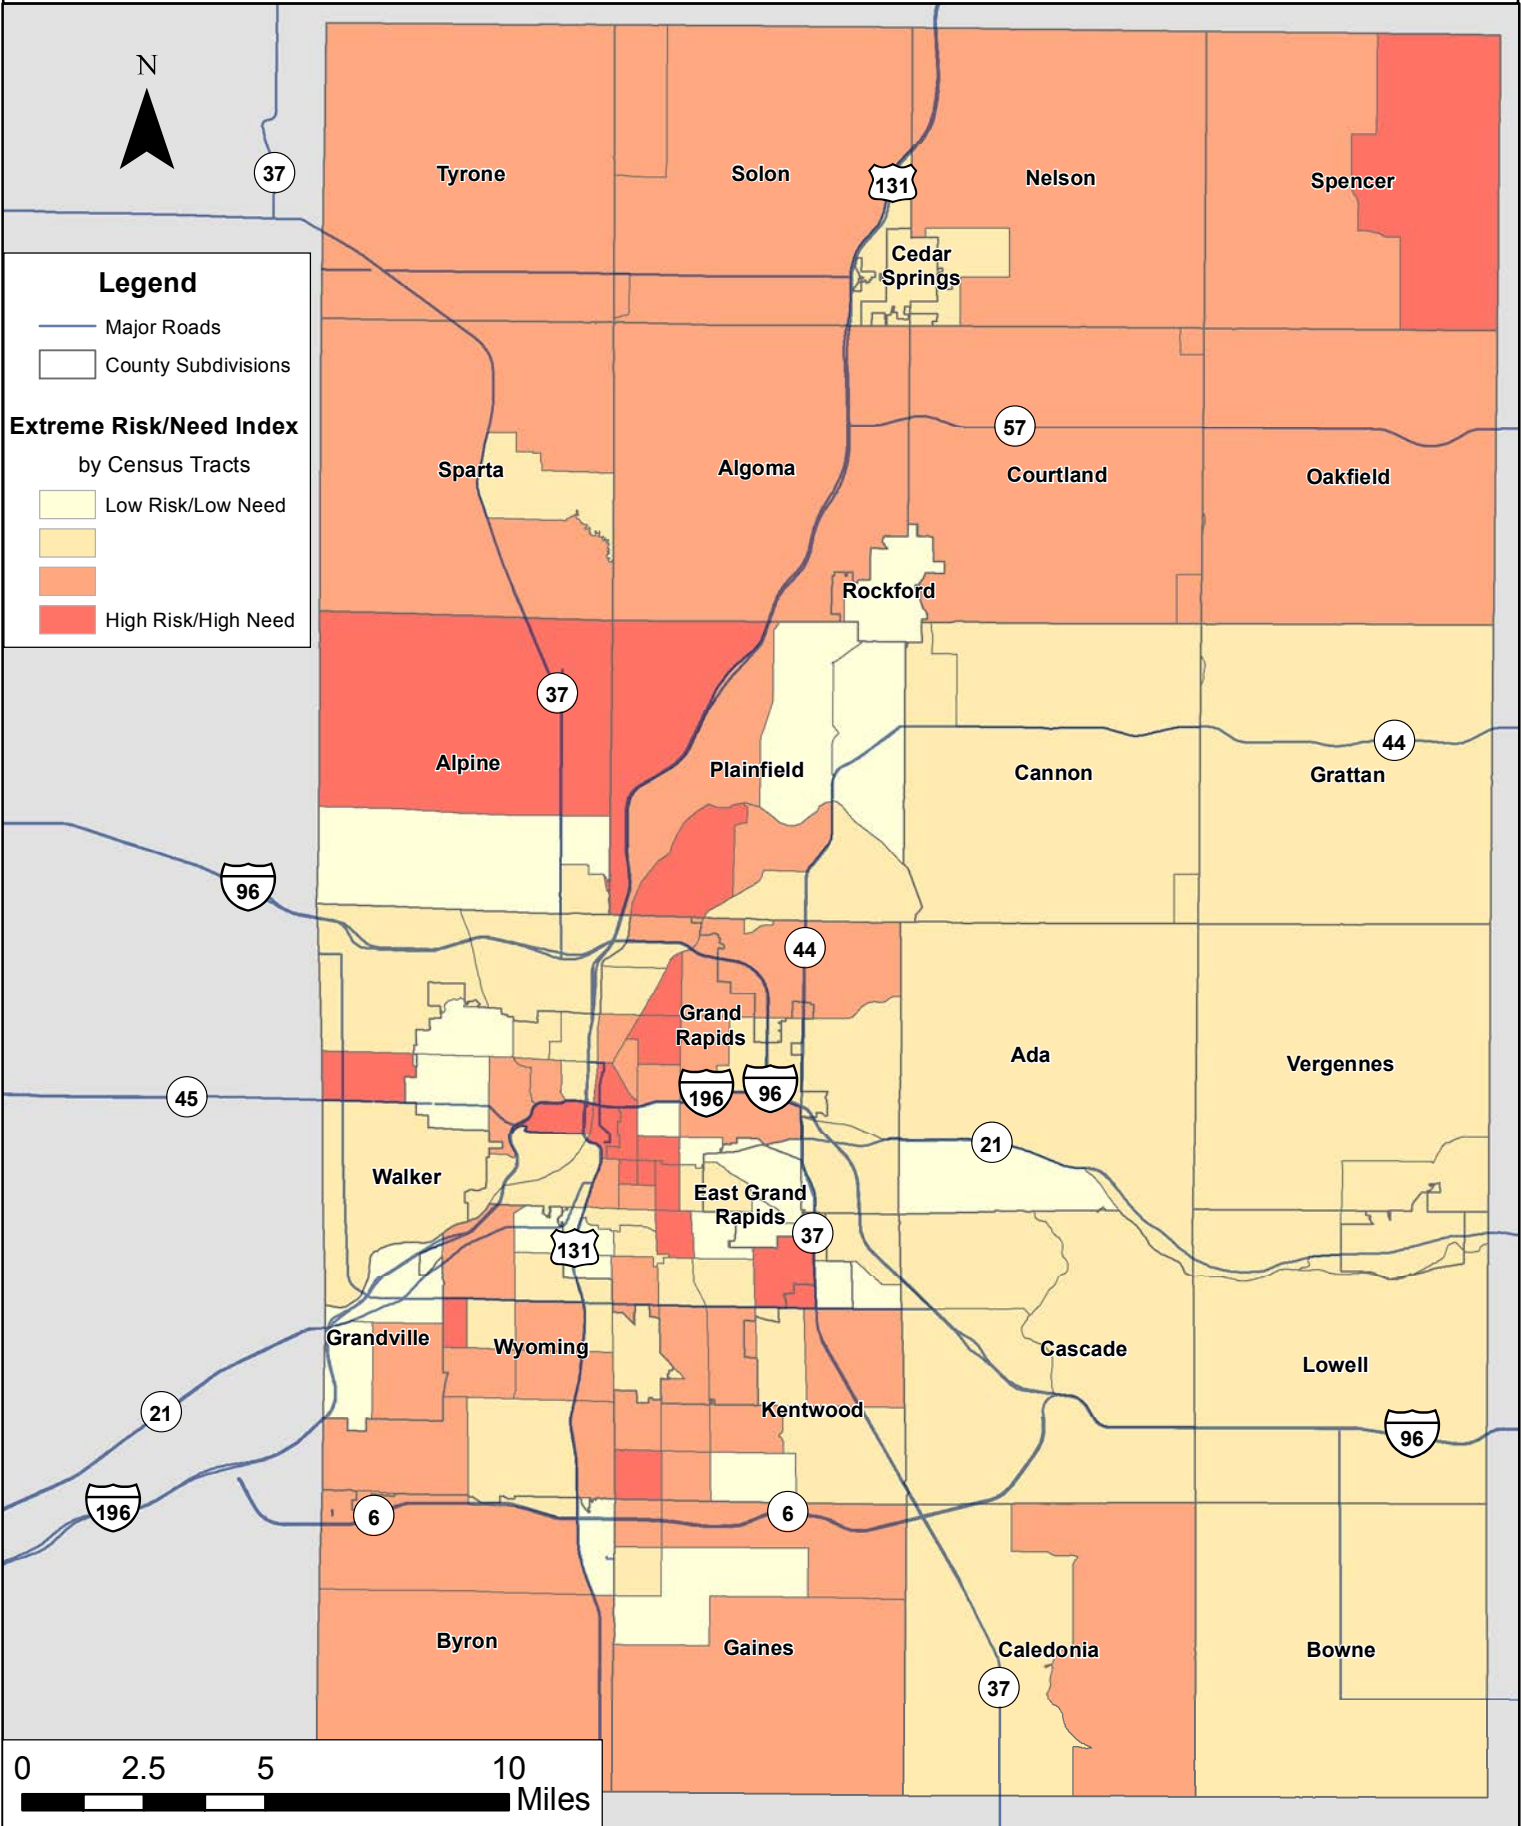 N
37
Tyrone
Solon
131
Nelson
Spencer
Cedar
Springs
Legend
Major Roads
County Subdivisions
Extreme Risk/Need Index
by Census Tracts
Low Risk/Low Need
High Risk/High Need
57
Sparta
Algoma
Courtland
Oakfield
Rockford
37
44
Alpine
Plainfield
Cannon
Grattan
96
44
Grand
Rapids
Ada
Vergennes
45
196
96
21
Walker
East Grand
Rapids
37
131
Grandville
Wyoming
Cascade
Lowell
21
Kentwood
96
196
6
6
Byron
Gaines
Caledonia
Bowne
37
0
2.5
5
10
Miles